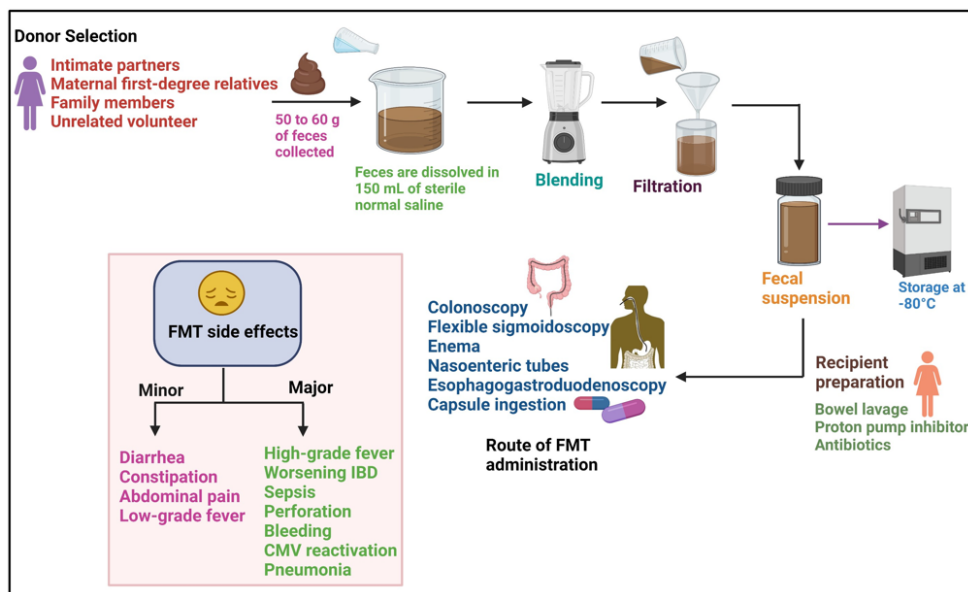 Donor Selection
Intimate partners
Maternal first-degree relatives
Family members
Unrelated volunteer
50 to 60 g
of feces
collected
Feces are dissolved in
150 mL of sterile
normal saline
Blending
Filtration
Fecal
suspension
Storage at
-80°C
Recipient
preparation
Bowel lavage
Proton pump inhibitor
Antibiotics
Colonoscopy
Flexible sigmoidoscopy
Enema
Nasoenteric tubes
Esophagogastroduodenoscopy
Capsule ingestion
Route of FMT
administration
FMT side effects
Minor
Major
Diarrhea
Constipation
Abdominal pain
Low-grade fever
High-grade fever
Worsening IBD
Sepsis
Perforation
Bleeding
CMV reactivation
Pneumonia